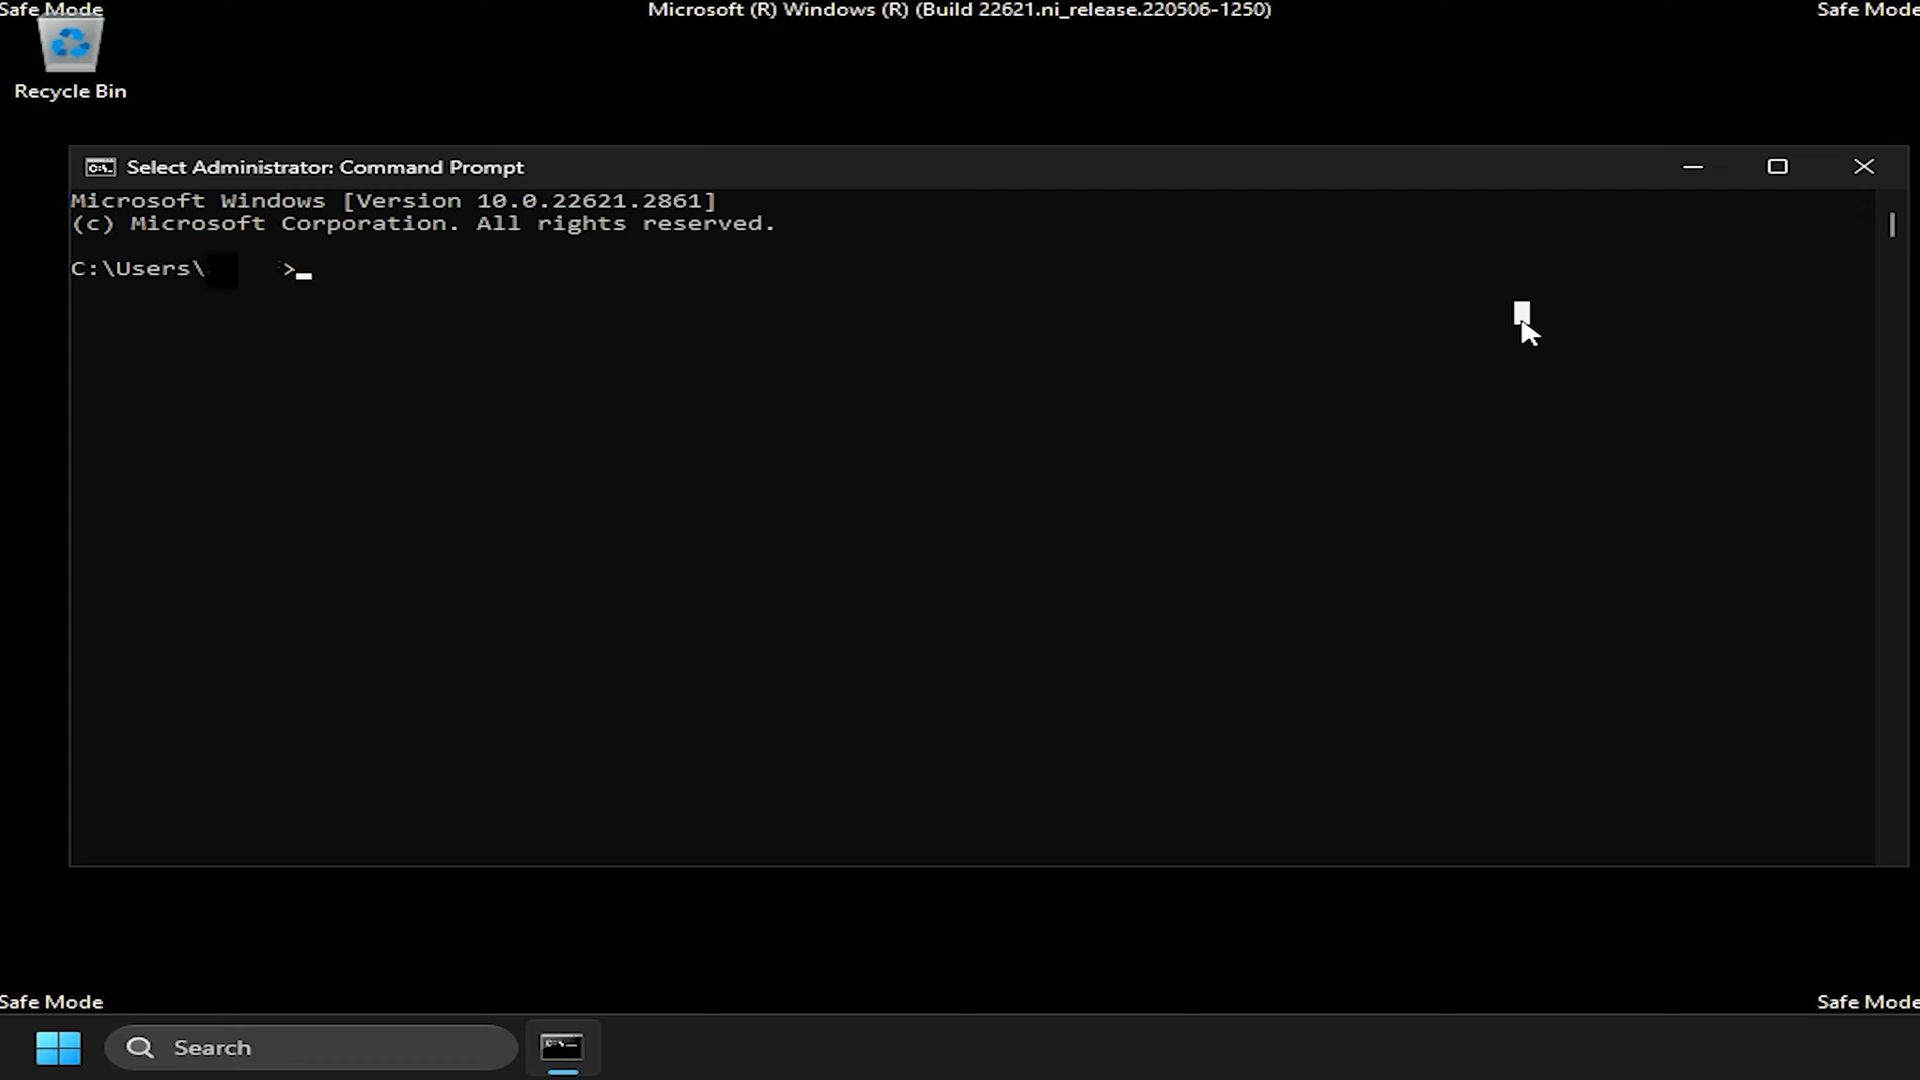 Safe Mode
Microsoft (R) Windows (R) (Build 22621.ni_release.220506-1250)
Safe Mode
Recycle Bin
Select Administrator: Command Prompt
Microsoft Windows [Version 10.0.22621.2861]
(c) Microsoft Corporation. All rights reserved.
C:\Users\ >_
Safe Mode
Safe Mode
Search